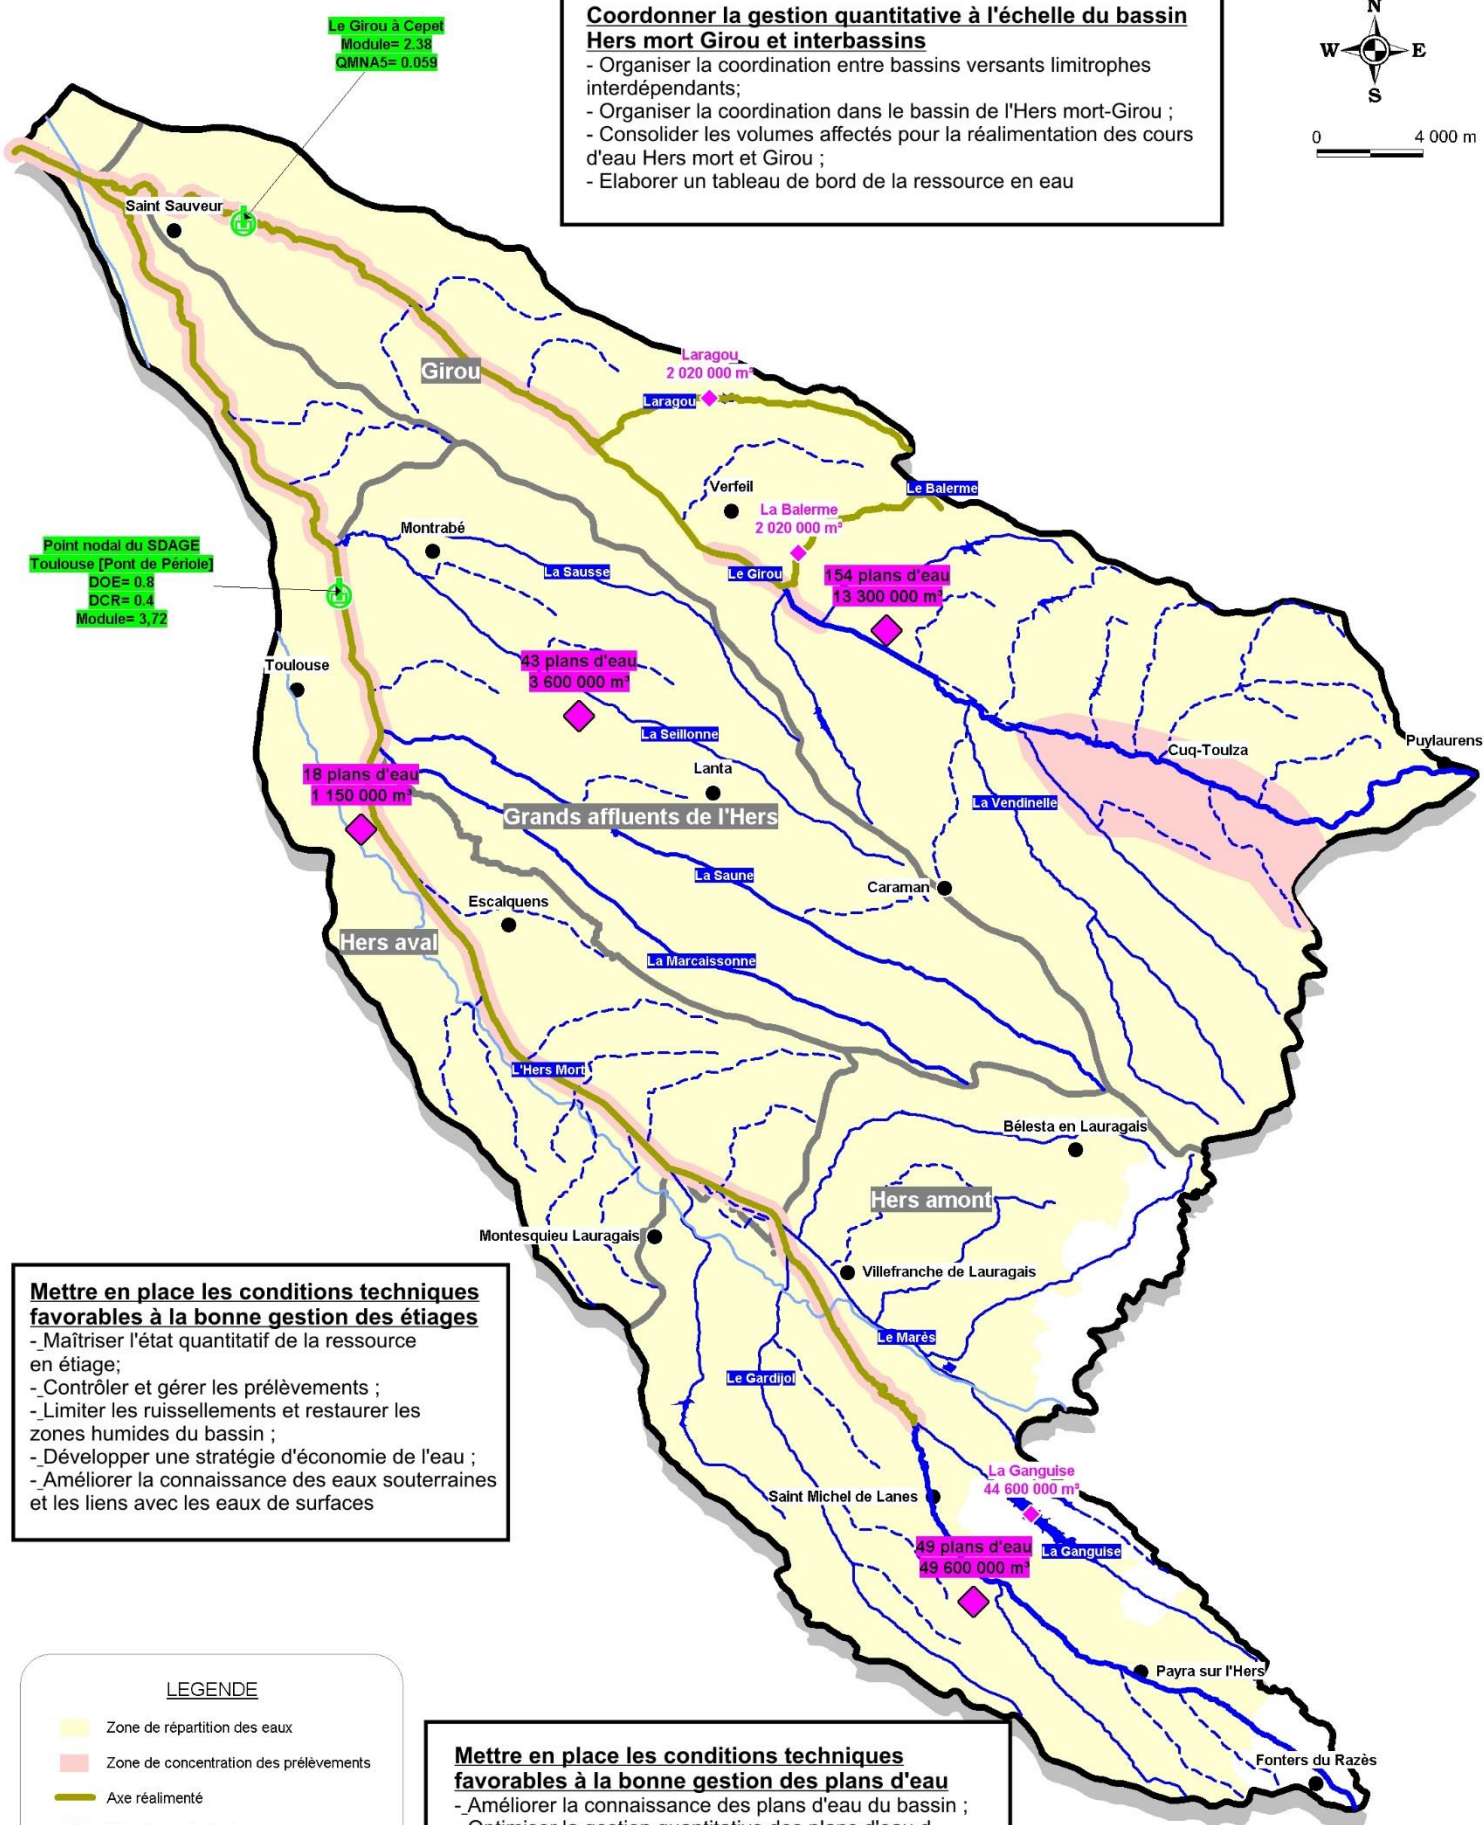 Le Girou à Cepet
Module= 2.38
QMNA5= 0.059
Coordonner la gestion quantitative à l'échelle du bassin
Hers mort Girou et interbassins
- Organiser la coordination entre bassins versants limitrophes
interdépendants;
- Organiser la coordination dans le bassin de l'Hers mort-Girou ;
- Consolider les volumes affectés pour la réalimentation des cours
d'eau Hers mort et Girou ;
- Elaborer un tableau de bord de la ressource en eau
N
W E
S
0 4 000 m
Saint Sauveur
Girou
Laragou
2 020 000 m³
Laragou
Verfeil
Le Balerme
La Balerme
2 020 000 m³
Montrabé
La Sausse
Le Girou
154 plans d'eau
13 300 000 m³
Point nodal du SDAGE
Toulouse [Pont de Périole]
DOE= 0.8
DCR= 0.4
Module= 3,72
Toulouse
43 plans d'eau
3 600 000 m³
La Seillonne
Cuq-Toulza
Puylaurens
18 plans d'eau
1 150 000 m³
Lanta
La Vendinelle
Grands affluents de l'Hers
La Saune
Caraman
Escalquens
Hers aval
La Marcaissonne
L'Hers Mort
Bélesta en Lauragais
Hers amont
Montesquieu Lauragais
Villefranche de Lauragais
Mettre en place les conditions techniques
favorables à la bonne gestion des étiages
- Maîtriser l'état quantitatif de la ressource
en étiage;
- Contrôler et gérer les prélèvements ;
- Limiter les ruissellements et restaurer les
zones humides du bassin ;
- Développer une stratégie d'économie de l'eau ;
- Améliorer la connaissance des eaux souterraines
et les liens avec les eaux de surfaces
Le Marès
Le Gardijol
La Ganguise
44 600 000 m³
Saint Michel de Lanes
49 plans d'eau
49 600 000 m³
La Ganguise
Payra sur l'Hers
Fonters du Razès
LEGENDE
Zone de répartition des eaux
Zone de concentration des prélèvements
Axe réalimenté
Mettre en place les conditions techniques
favorables à la bonne gestion des plans d'eau
- Améliorer la connaissance des plans d'eau du bassin ;
- Optimiser la gestion quantitative des plans d'eau d